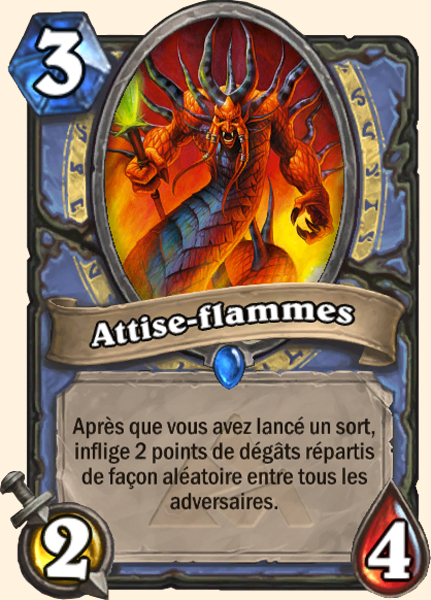 3
Attise-flammes
Après que vous avez lancé un sort,
inflige 2 points de dégâts répartis
de façon aléatoire entre tous les
adversaires.
2
4